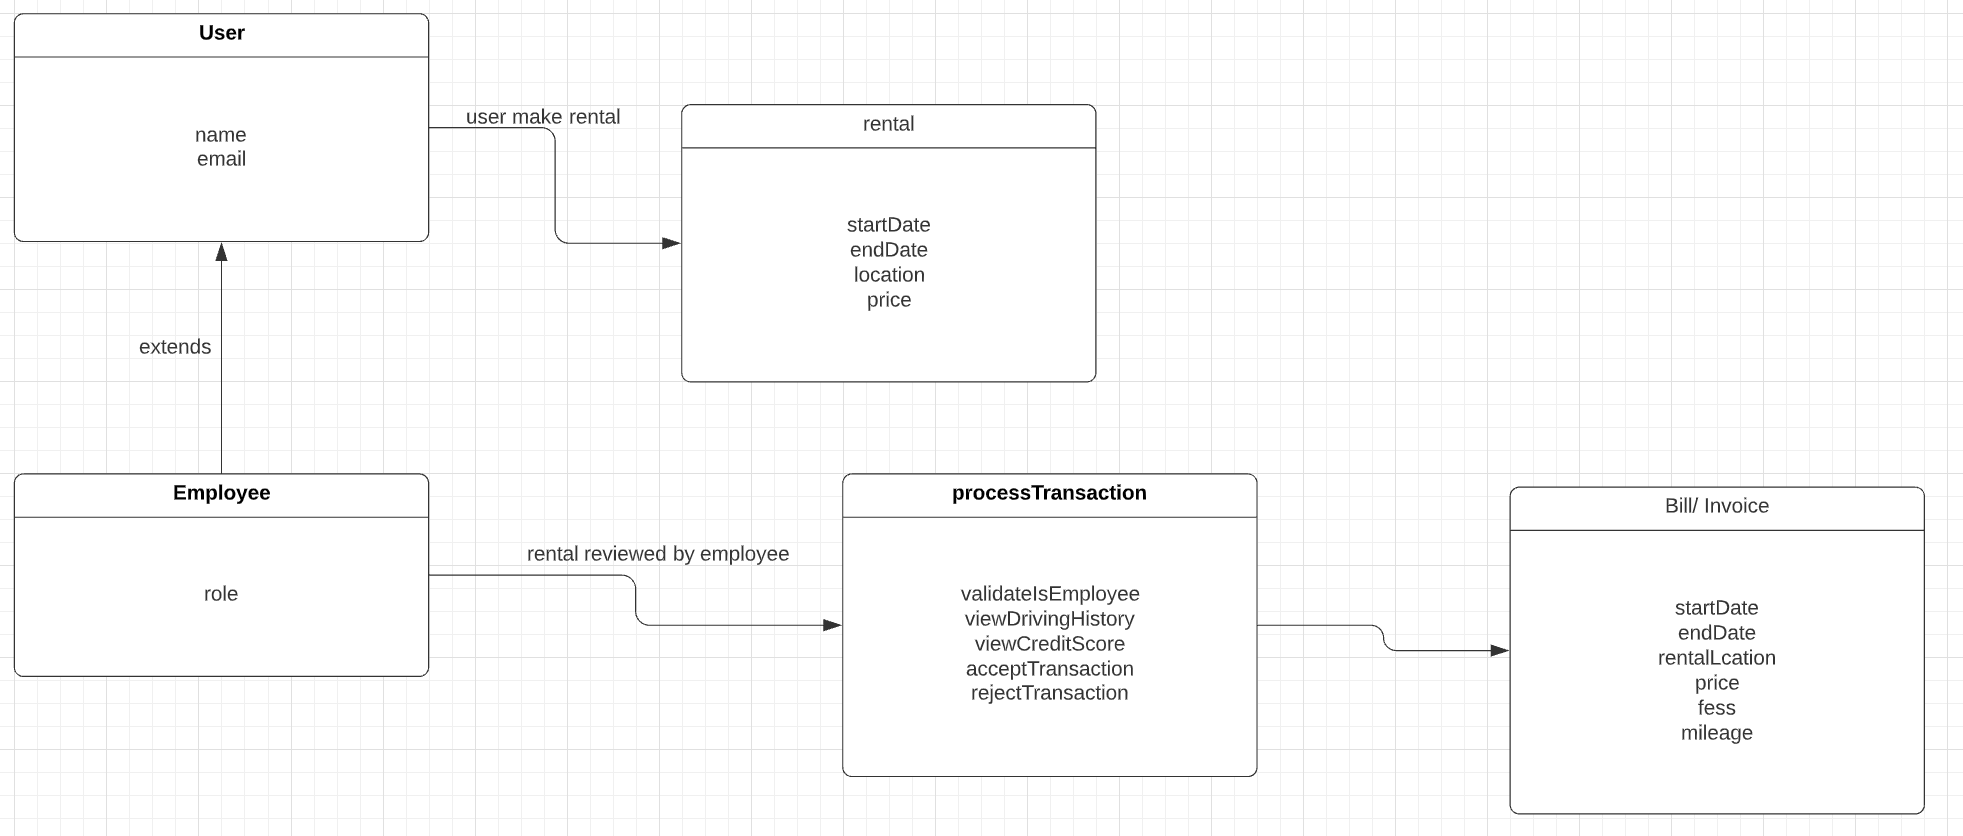 User
name
email
user make rental
rental
startDate
endDate
location
price
extends
Employee
role
rental reviewed by employee
processTransaction
validateIsEmployee
viewDrivingHistory
viewCreditScore
acceptTransaction
rejectTransaction
Bill/ Invoice
startDate
endDate
rentalLcation
price
fess
mileage